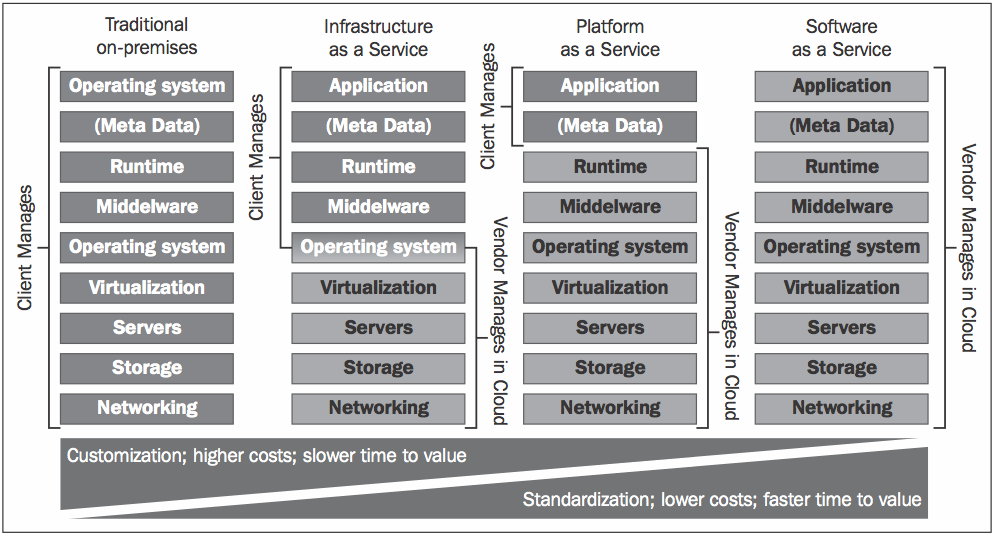 Traditional
on-premises
Client Manages
Operating system
(Meta Data)
Runtime
Middelware
Operating system
Virtualization
Servers
Storage
Networking
Infrastructure
as a Service
Client Manages
Application
(Meta Data)
Runtime
Middelware
Operating system
Virtualization
Servers
Storage
Networking
Vendor Manages in Cloud
Platform
as a Service
Client Manages
Application
(Meta Data)
Runtime
Middelware
Operating system
Virtualization
Servers
Storage
Networking
Vendor Manages in Cloud
Software
as a Service
Application
(Meta Data)
Runtime
Middelware
Operating system
Virtualization
Servers
Storage
Networking
Vendor Manages in Cloud
Customization; higher costs; slower time to value
Standardization; lower costs; faster time to value